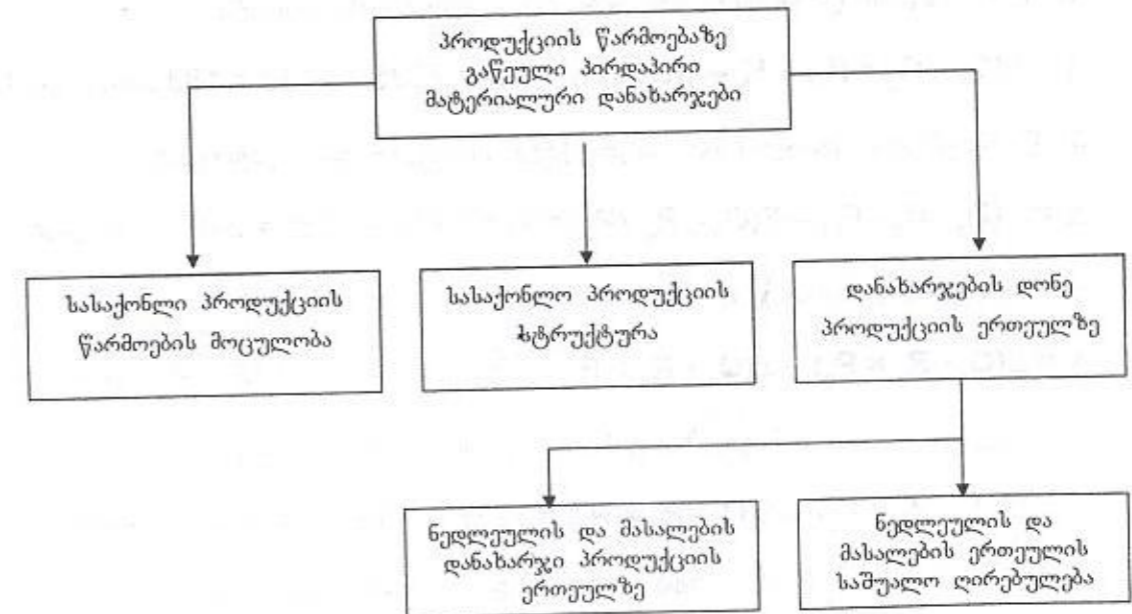 პროდუქციის წარმოებაზე
გაწეული პირდაპირი
მატერიალური დანახარჯები
სასაქონლი პროდუქციის
წარმოების მოცულობა
სასაქონლო პროდუქციის
სტრუქტურა
დანახარჯების დონე
პროდუქციის ერთეულზე
ნედლეულის და მასალების
დანახარჯი პროდუქციის
ერთეულზე
ნედლეულის და
მასალების ერთეულის
საშუალო ღირებულება